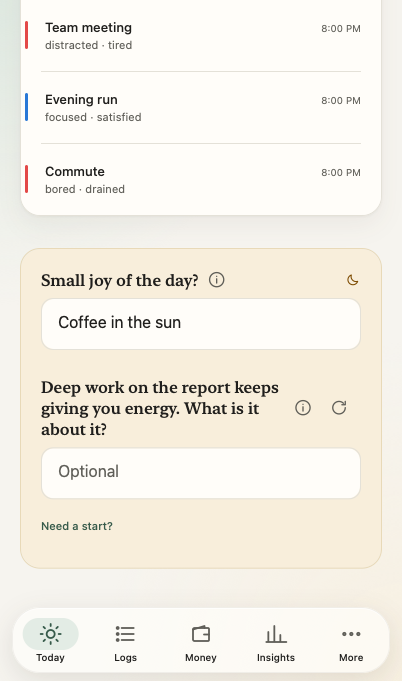 Team meeting
8:00 PM
distracted · tired
Evening run
8:00 PM
focused · satisfied
Commute
8:00 PM
bored · drained
Small joy of the day?
Coffee in the sun
Deep work on the report keeps
giving you energy. What is it
about it?
Optional
Need a start?
Today
Logs
Money
Insights
More